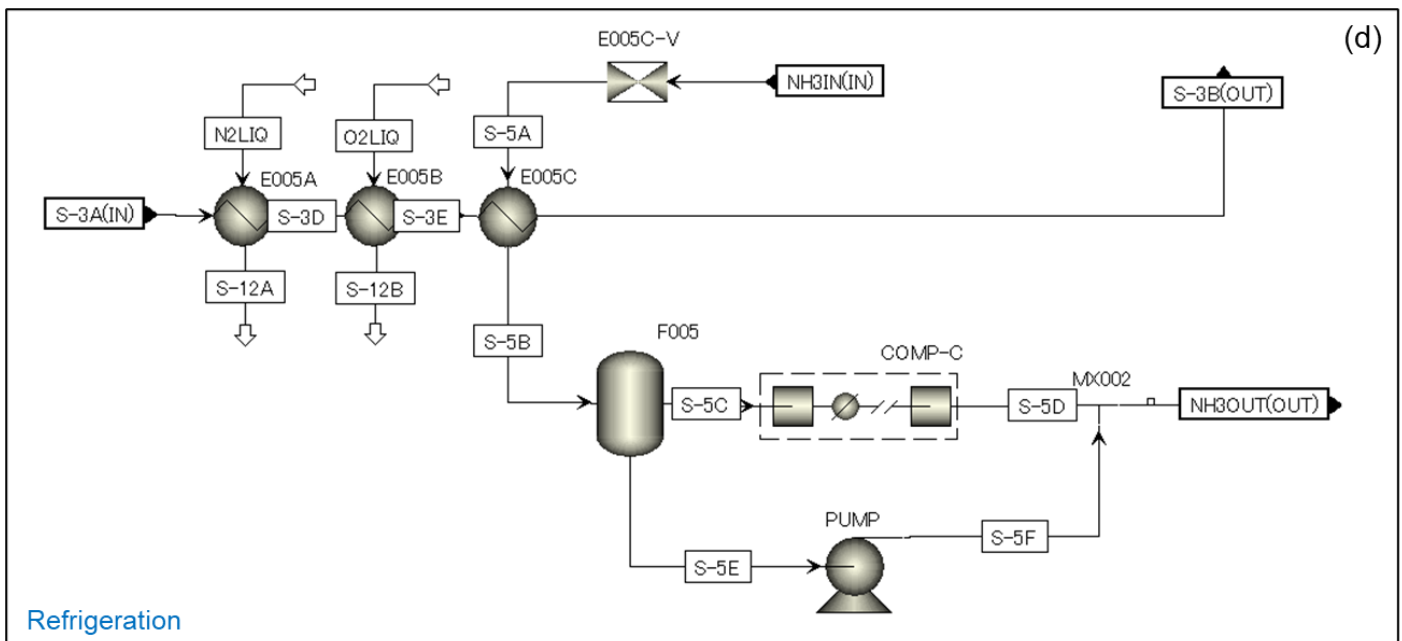 (d)
E005C-V
NH3IN(IN)
S-3B(OUT)
N2LIQ
O2LIQ
S-5A
E005A
E005B
E005C
S-3A(IN)
S-3D
S-3E
S-12A
S-12B
S-5B
F005
COMP-C
MX002
S-5C
S-5D
NH3OUT(OUT)
PUMP
S-5F
S-5E
Refrigeration